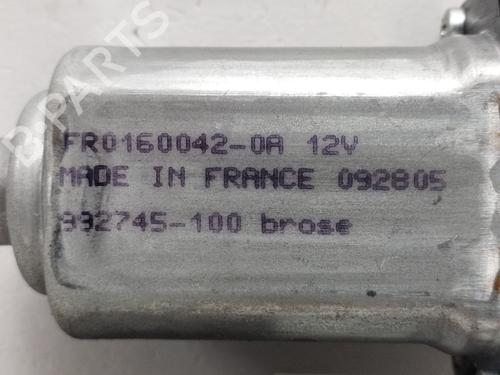 B-PARTS
FR0160042-0A 12V
MADE IN FRANCE 092805
992745-100 brose